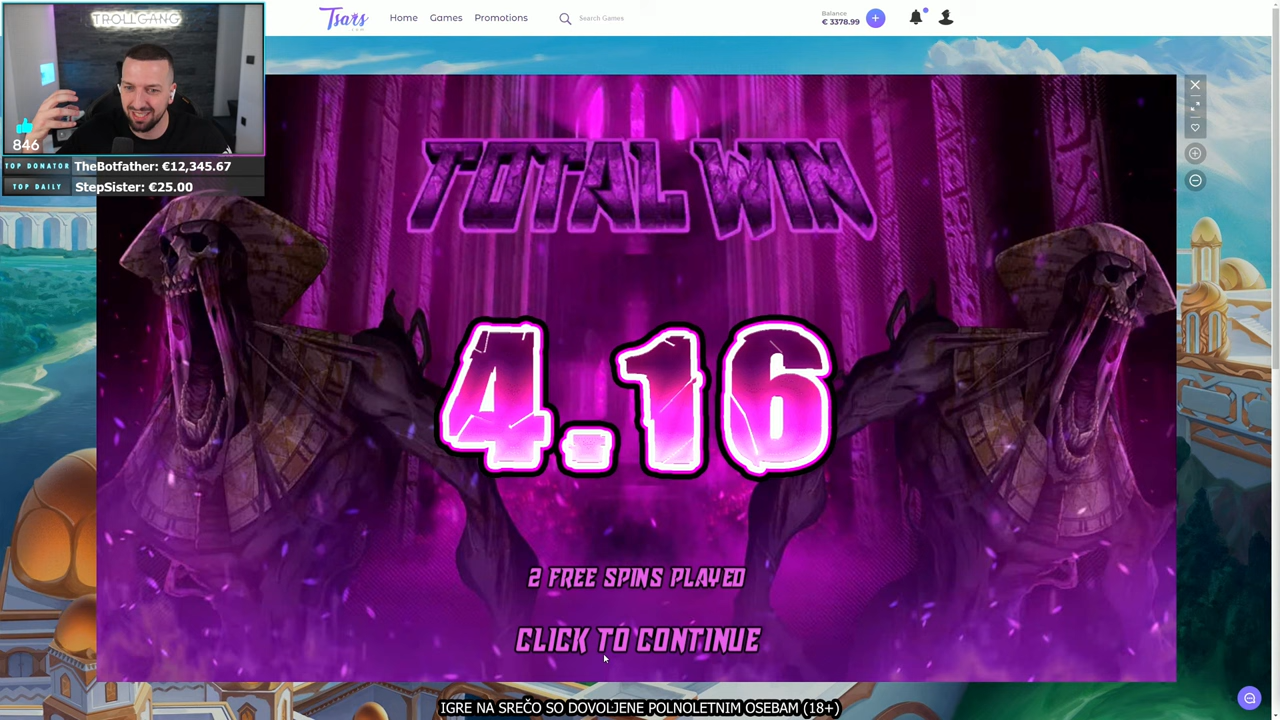 TROLLGANG
846
TOP DONATOR TheBotfather: €12,345.67
TOP DAILY StepSister: €25.00
Tsars
.com
Home Games Promotions
Search Games
Balance
€ 3378.99
TOTAL WIN
4.16
2 FREE SPINS PLAYED
CLICK TO CONTINUE
IGRE NA SREČO SO DOVOLJENE POLNOLETNIM OSEBAM (18+)